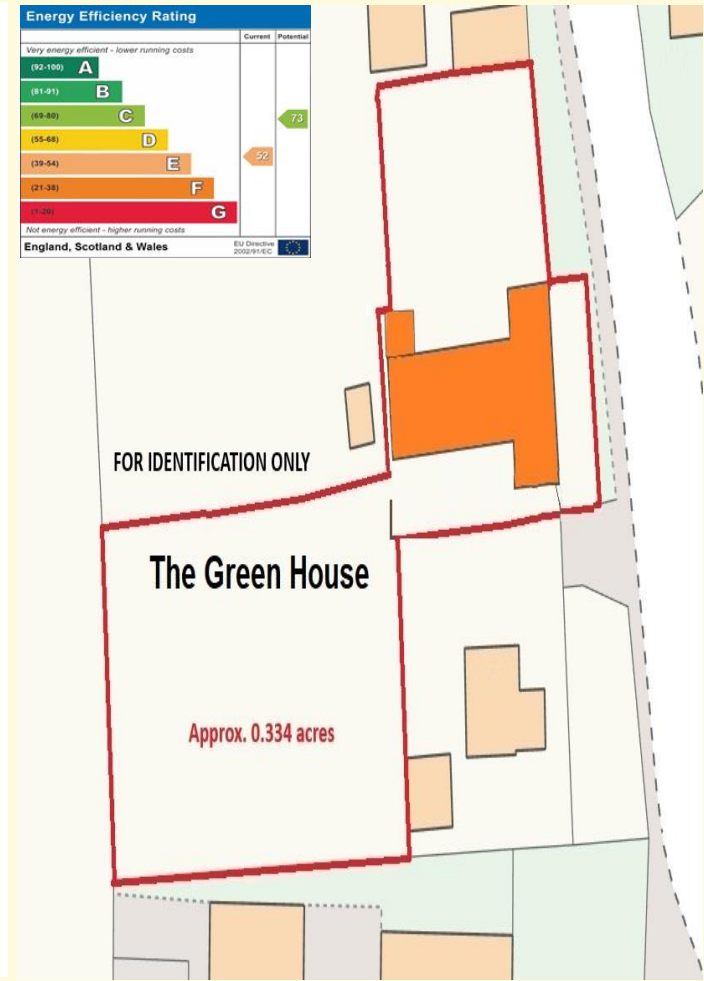 Energy Efficiency Rating
Current Potential
Very energy efficient - lower running costs
(92-100) A
(81-91) B
(69-80) C
73
(55-68) D
(39-54) E
52
(21-38) F
(1-20) G
Not energy efficient - higher running costs
England, Scotland & Wales
EU Directive
2002/91/EC
FOR IDENTIFICATION ONLY
The Green House
Approx. 0.334 acres